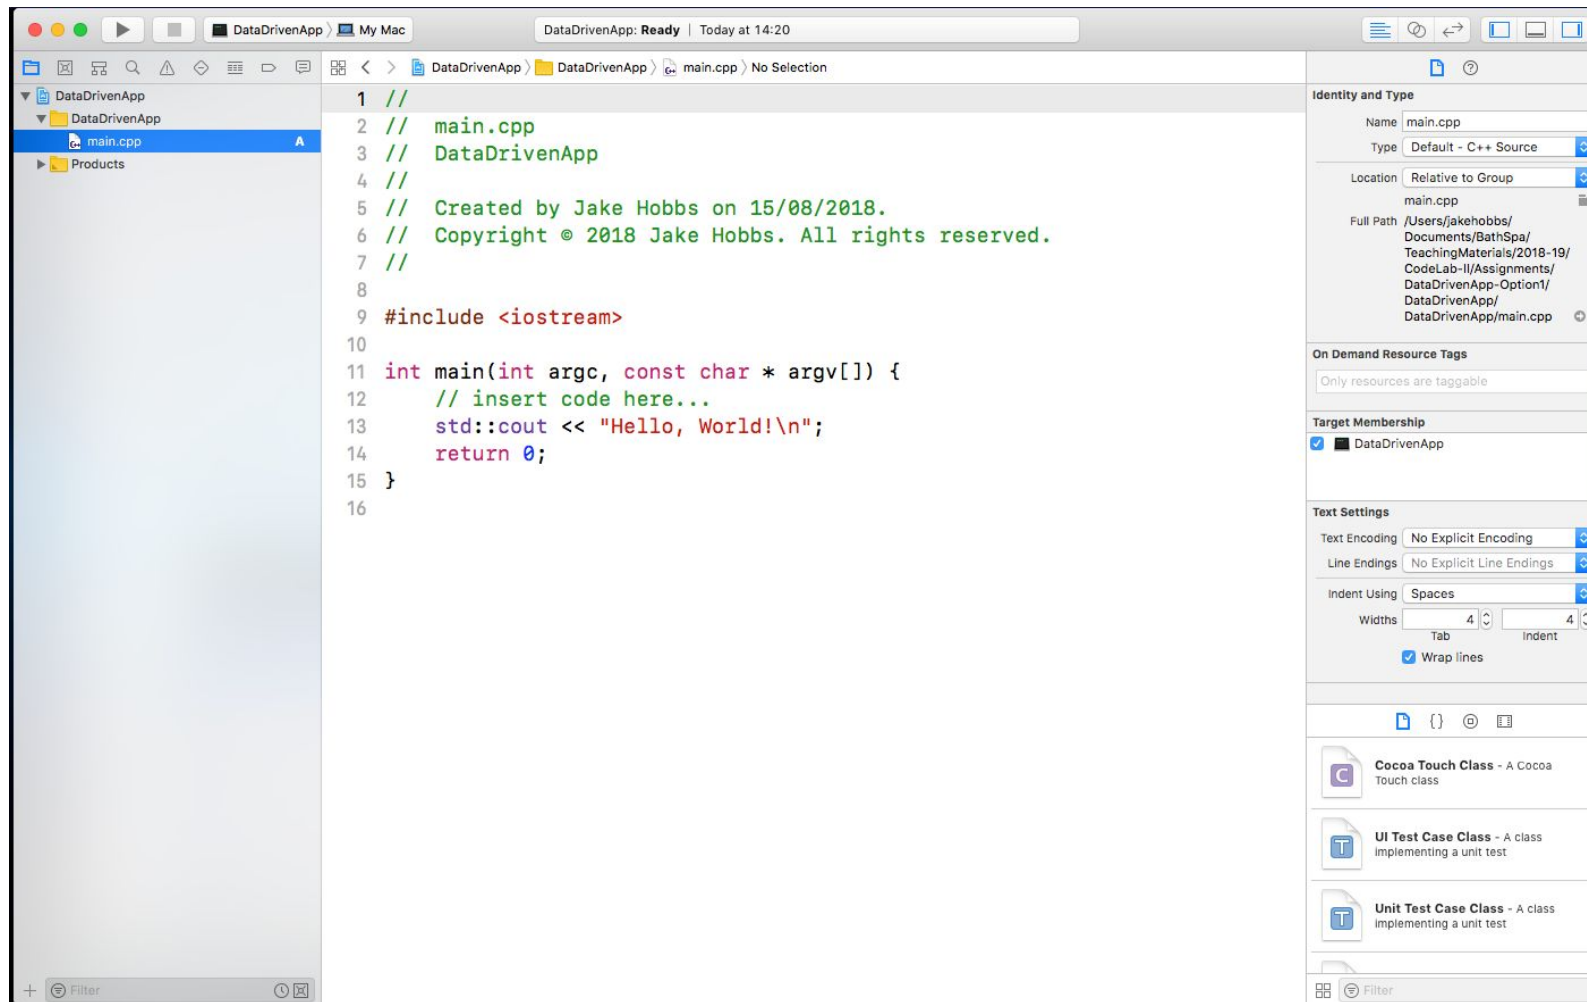 DataDrivenApp My Mac
DataDrivenApp: Ready | Today at 14:20
DataDrivenApp DataDrivenApp main.cpp No Selection
DataDrivenApp
DataDrivenApp
main.cpp A
Products
Filter
1 //
2 //  main.cpp
3 //  DataDrivenApp
4 //
5 //  Created by Jake Hobbs on 15/08/2018.
6 //  Copyright © 2018 Jake Hobbs. All rights reserved.
7 //
8
9 #include <iostream>
10
11 int main(int argc, const char * argv[]) {
12     // insert code here...
13     std::cout << "Hello, World!\n";
14     return 0;
15 }
16
Identity and Type
Name main.cpp
Type Default - C++ Source
Location Relative to Group
main.cpp
Full Path /Users/jakehobbs/
Documents/BathSpa/
TeachingMaterials/2018-19/
CodeLab-II/Assignments/
DataDrivenApp-Option1/
DataDrivenApp/
DataDrivenApp/main.cpp
On Demand Resource Tags
Only resources are taggable
Target Membership
DataDrivenApp
Text Settings
Text Encoding No Explicit Encoding
Line Endings No Explicit Line Endings
Indent Using Spaces
Widths 4 4
Tab Indent
Wrap lines
{}
C
Cocoa Touch Class - A Cocoa
Touch class
T
UI Test Case Class - A class
implementing a unit test
T
Unit Test Case Class - A class
implementing a unit test
Filter